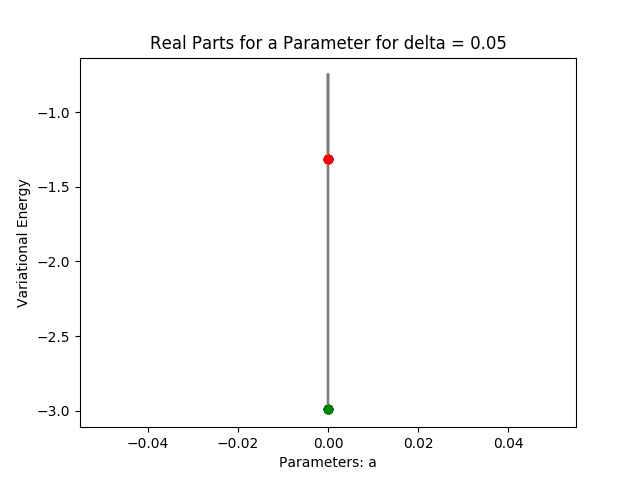 Real Parts for a Parameter for delta = 0.05
Variational Energy
−1.0
−1.5
−2.0
−2.5
−3.0
−0.04 −0.02 0.00 0.02 0.04
Parameters: a